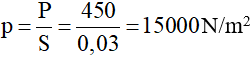 p = P/S = 450/0,03 = 15000N/m²